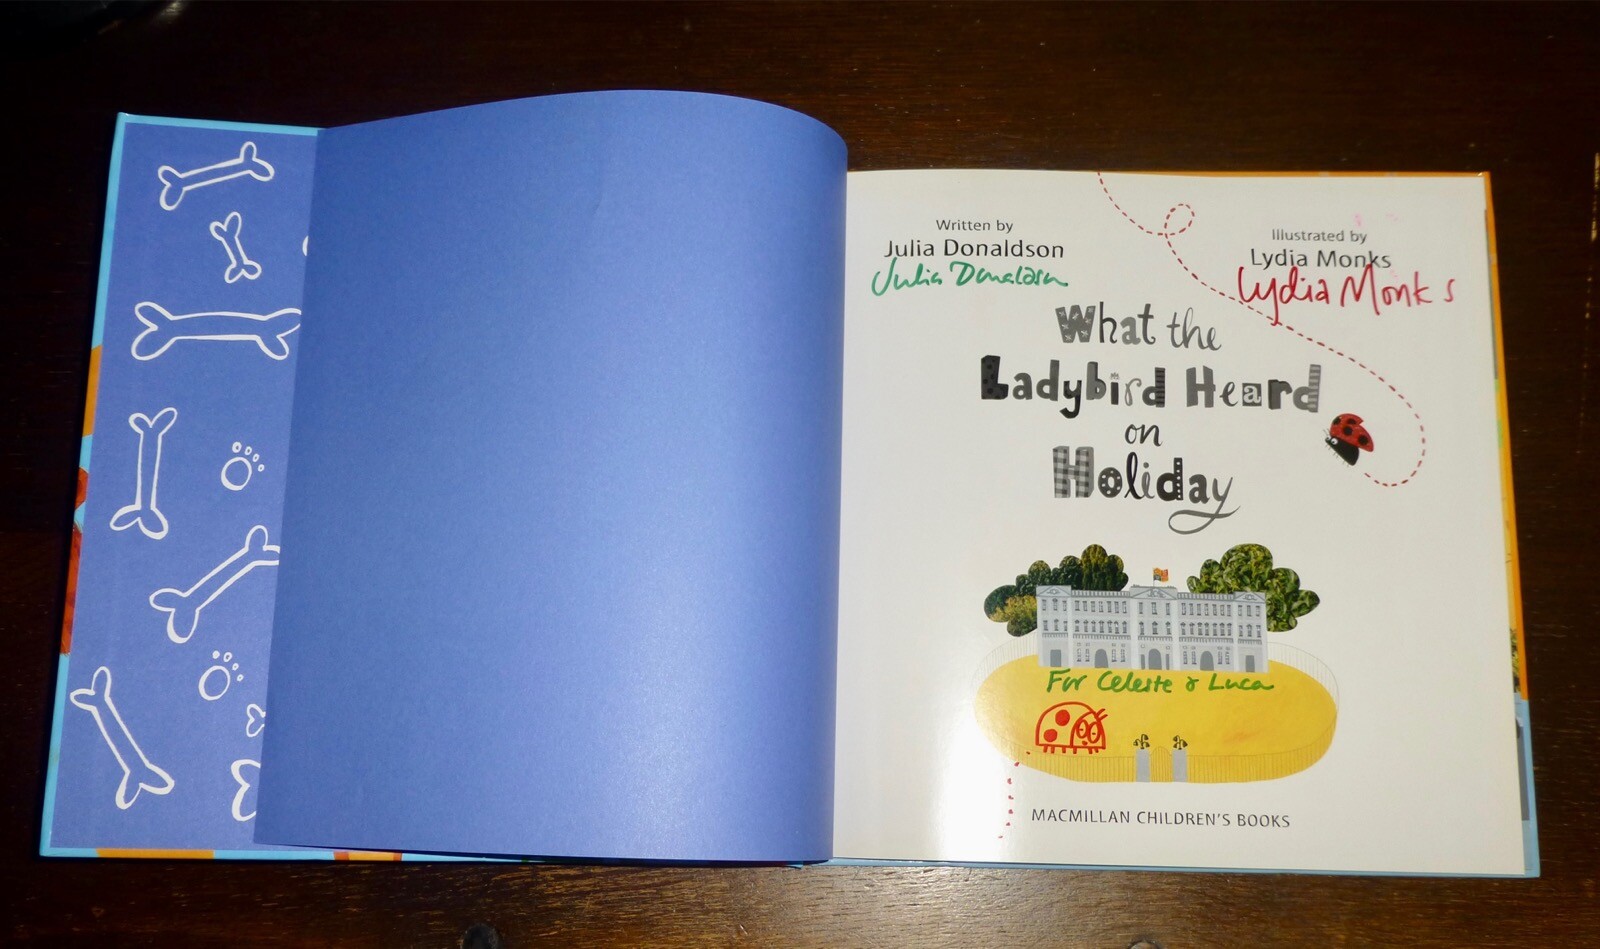 Written by
Julia Donaldson
Julia Donaldson
Illustrated by
Lydia Monks
Lydia Monks
What the
Ladybird Heard
on
Holiday
For Celeste & Luca
MACMILLAN CHILDREN'S BOOKS